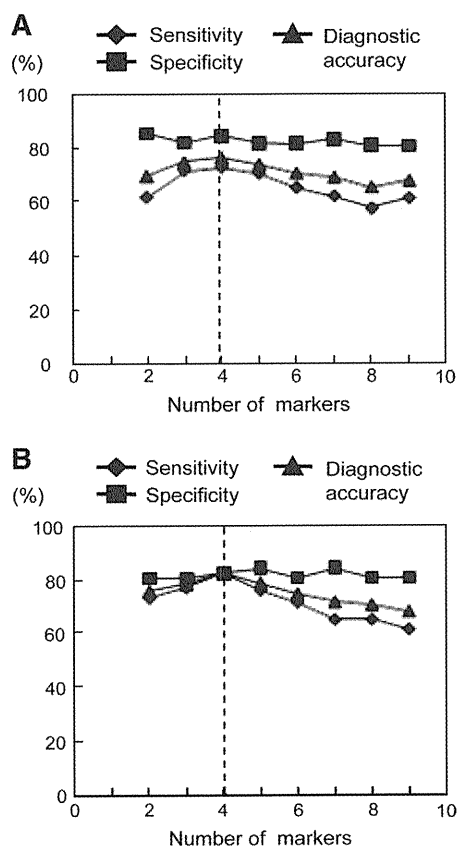 A
Sensitivity
Diagnostic
(%)
Specificity
accuracy
100
80
60
40
20
0
0 2 4 6 8 10
Number of markers
B
Sensitivity
Diagnostic
(%)
Specificity
accuracy
100
80
60
40
20
0
0 2 4 6 8 10
Number of markers